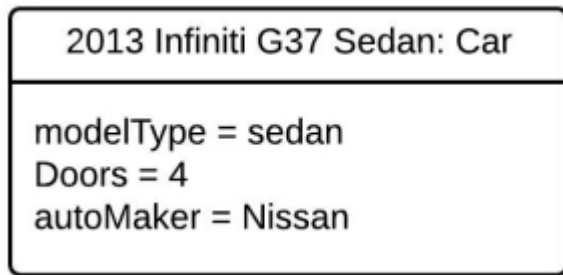 2013 Infiniti G37 Sedan: Car
modelType = sedan
Doors = 4
autoMaker = Nissan